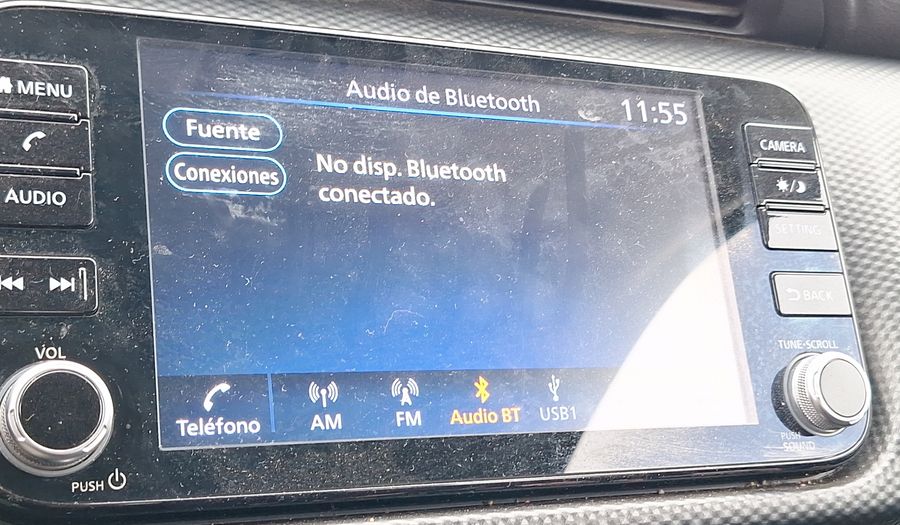 MENU
AUDIO
VOL
PUSH
Audio de Bluetooth
11:55
Fuente
Conexiones
No disp. Bluetooth
conectado.
Teléfono
AM
FM
Audio BT
USB1
CAMERA
SETTING
BACK
TUNE·SCROLL
PUSH
SOUND